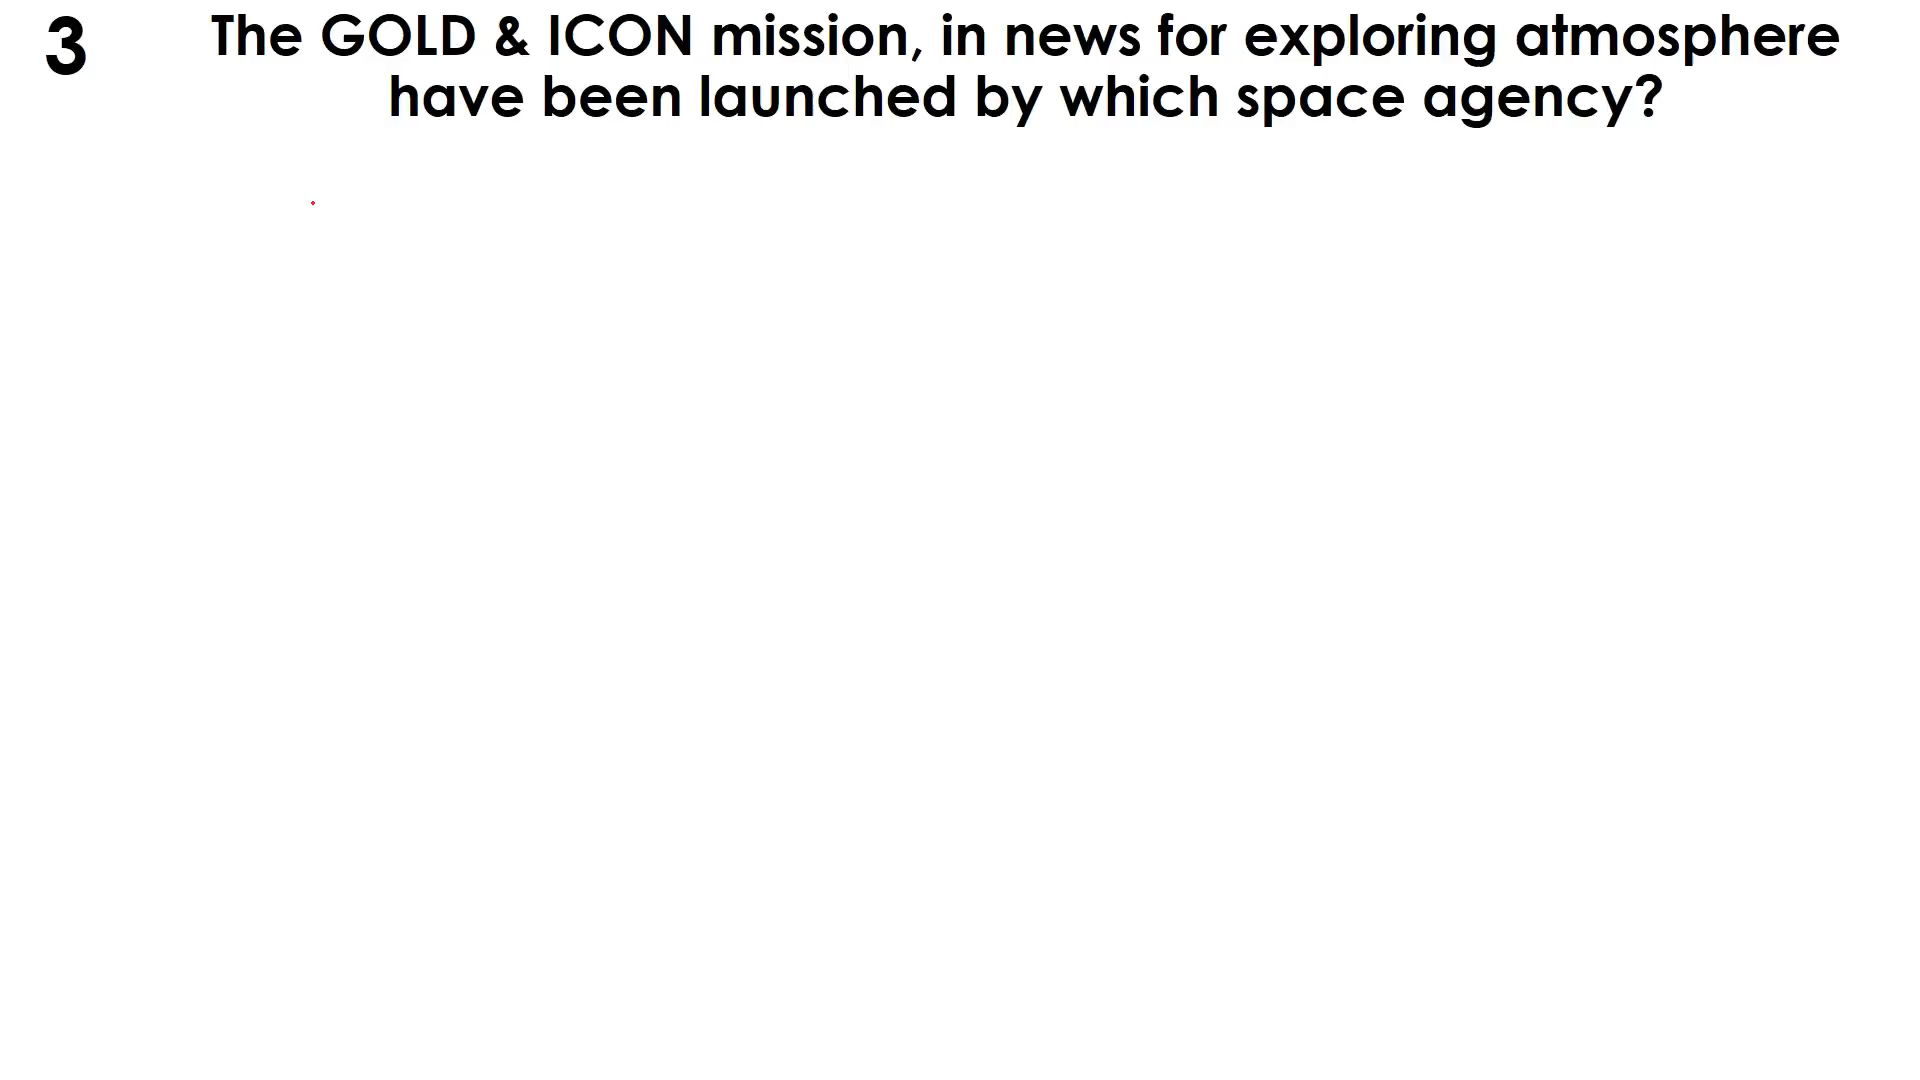 3
The GOLD & ICON mission, in news for exploring atmosphere
have been launched by which space agency?